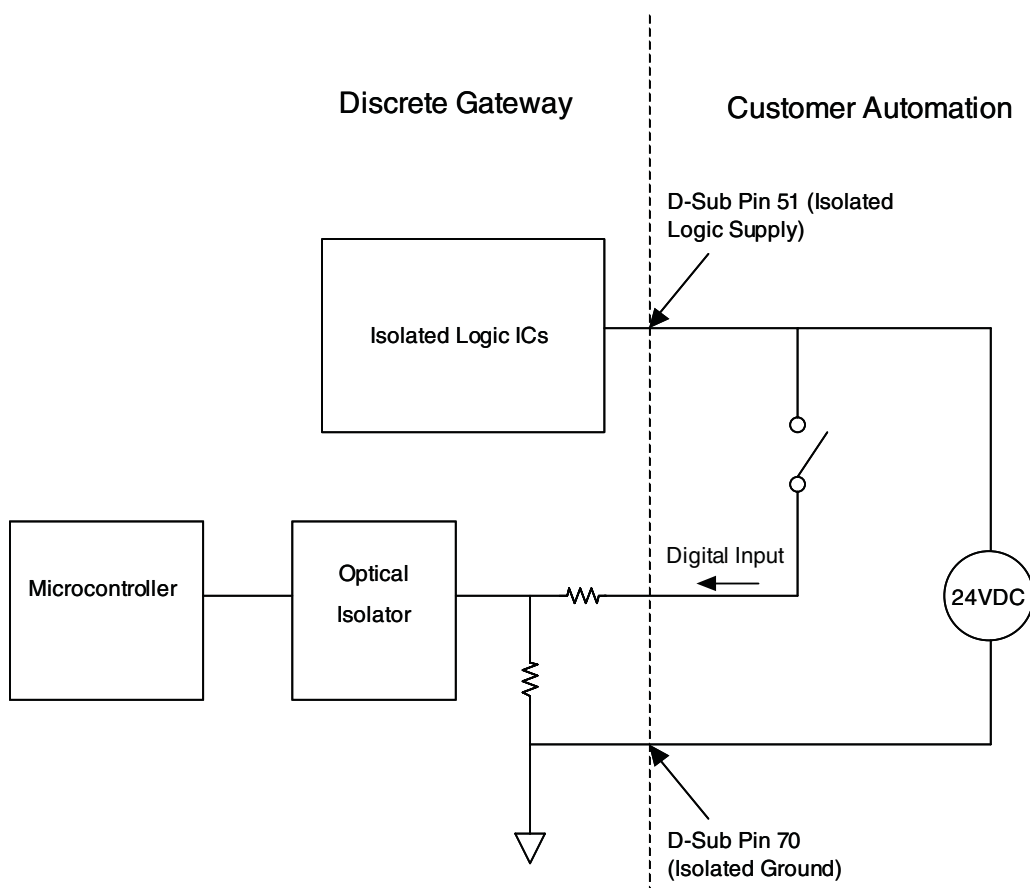 Discrete Gateway
Customer Automation
D-Sub Pin 51 (Isolated
Logic Supply)
Isolated Logic ICs
Digital Input
Microcontroller
Optical
Isolator
24VDC
D-Sub Pin 70
(Isolated Ground)